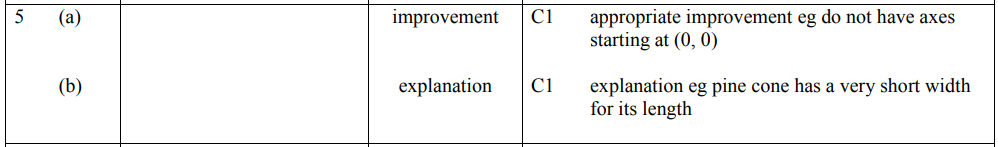 5 (a) improvement C1 appropriate improvement eg do not have axes
starting at (0, 0)
(b) explanation C1 explanation eg pine cone has a very short width
for its length